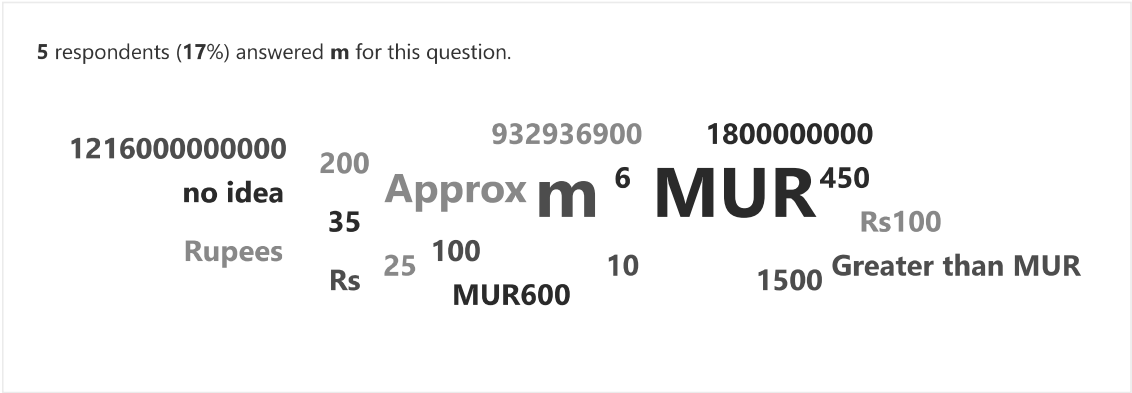 5 respondents (17%) answered m for this question.
932936900 1800000000
1216000000000
200
no idea Approx m 6 MUR 450
35 Rs100
Rupees 100
25 10 Greater than MUR
Rs 1500
MUR600